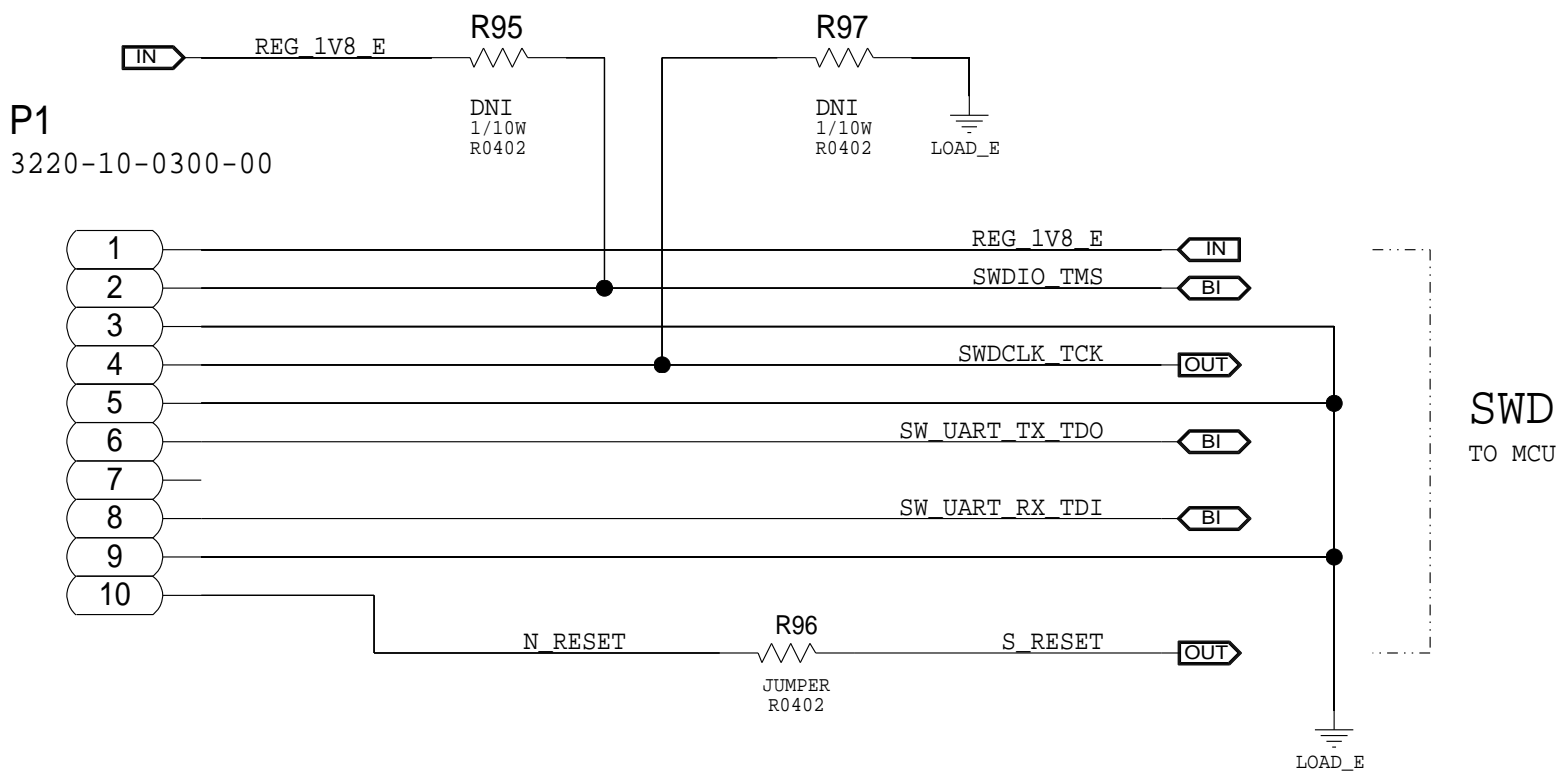 R95
R97
IN
REG_1V8_E
DNI
1/10W
R0402
DNI
1/10W
R0402
LOAD_E
P1
3220-10-0300-00
1
REG_1V8_E
IN
2
SWDIO_TMS
BI
3
4
SWDCLK_TCK
OUT
5
6
SW_UART_TX_TDO
BI
7
8
SW_UART_RX_TDI
BI
9
10
SWD
TO MCU
R96
N_RESET
S_RESET
OUT
JUMPER
R0402
LOAD_E